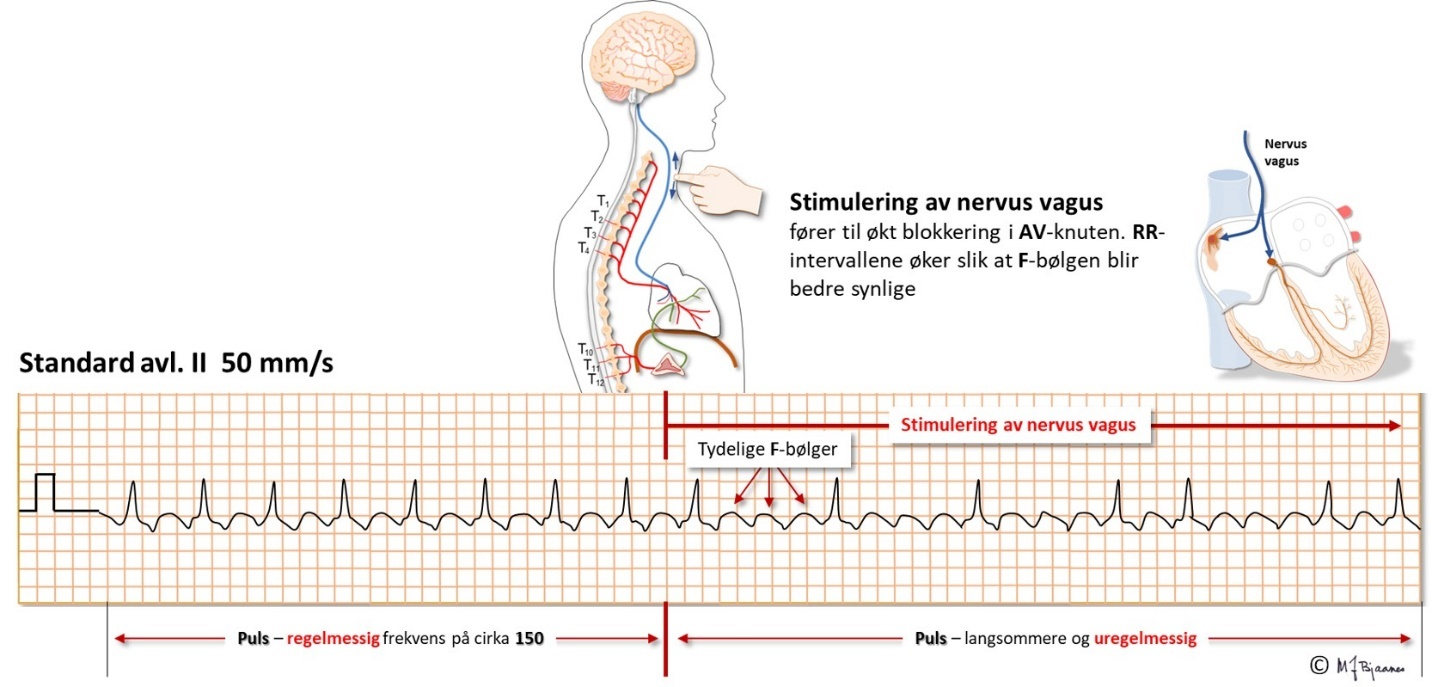 Nervus
vagus
Stimulering av nervus vagus
fører til økt blokkering i AV-knuten. RR-
intervallene øker slik at F-bølgen blir
bedre synlige
T1
T2
T3
T4
T10
T11
T12
Standard avl. II 50 mm/s
Stimulering av nervus vagus
Tydelige F-bølger
Puls – regelmessig frekvens på cirka 150
Puls – langsommere og uregelmessig
© MJBjaanes